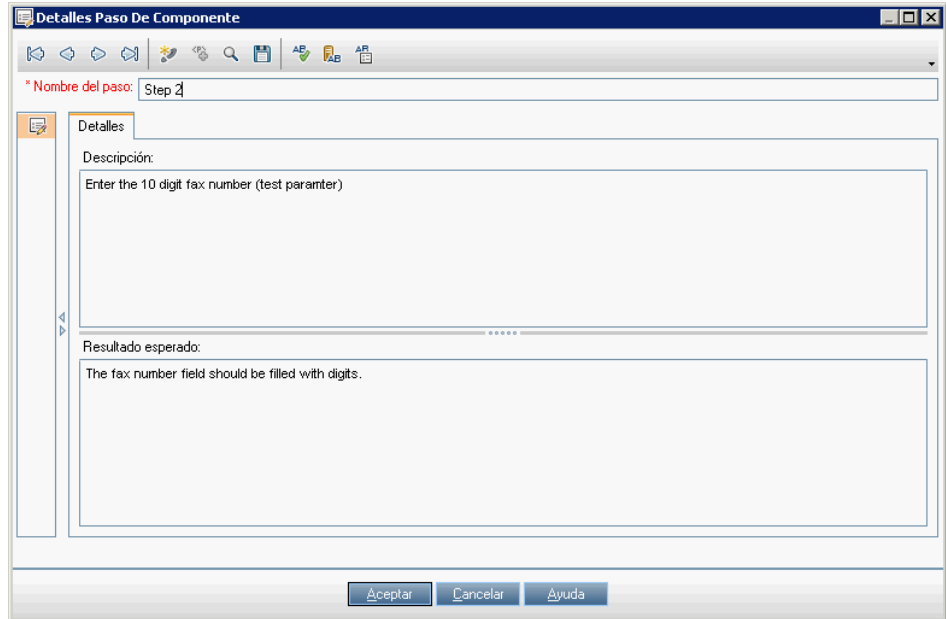 Detalles Paso De Componente
* Nombre del paso: Step 2
Detalles
Descripción:
Enter the 10 digit fax number (test paramter)
Resultado esperado:
The fax number field should be filled with digits.
Aceptar Cancelar Ayuda